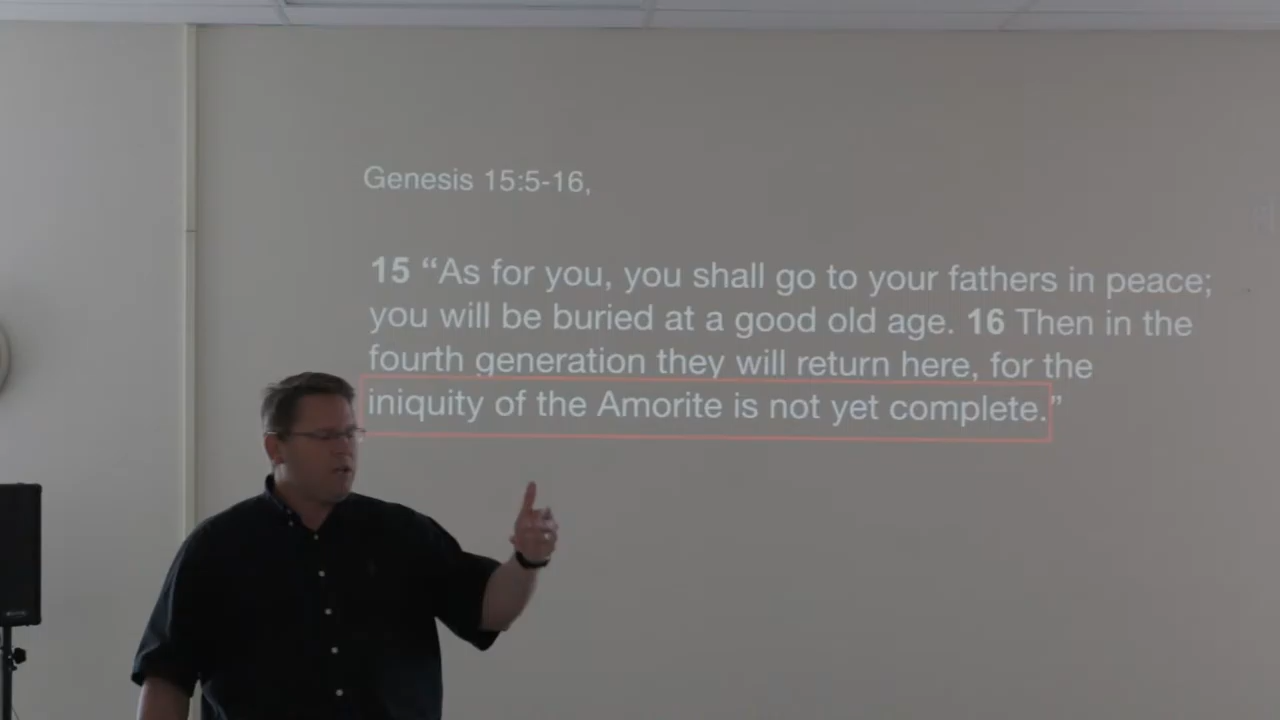 Genesis 15:5-16,
15 “As for you, you shall go to your fathers in peace;
you will be buried at a good old age. 16 Then in the
fourth generation they will return here, for the
iniquity of the Amorite is not yet complete.”